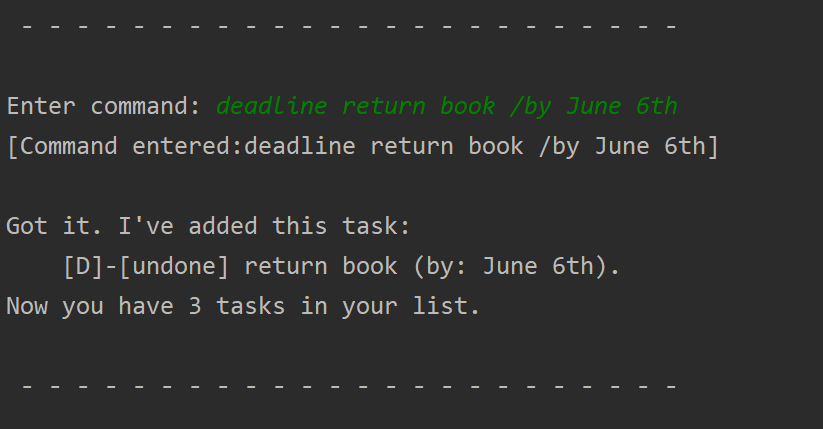 - - - - - - - - - - - - - - - - - - - - - - - -
Enter command: deadline return book /by June 6th
[Command entered:deadline return book /by June 6th]
Got it. I've added this task:
[D]-[undone] return book (by: June 6th).
Now you have 3 tasks in your list.
- - - - - - - - - - - - - - - - - - - - - - - -